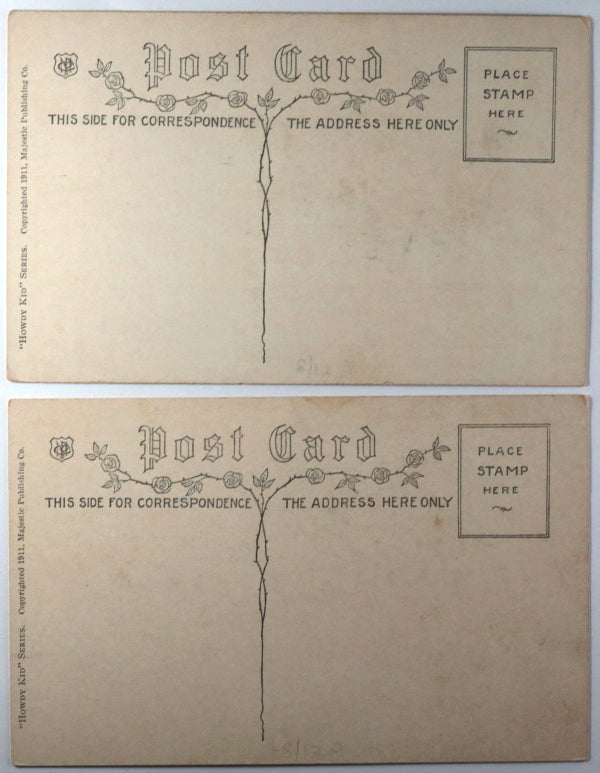 Post Card
THIS SIDE FOR CORRESPONDENCE
THE ADDRESS HERE ONLY
PLACE
STAMP
HERE
"HOWDY KID" SERIES. Copyrighted 1911, Majestic Publishing Co.
Post Card
THIS SIDE FOR CORRESPONDENCE
THE ADDRESS HERE ONLY
PLACE
STAMP
HERE
"HOWDY KID" SERIES. Copyrighted 1911, Majestic Publishing Co.